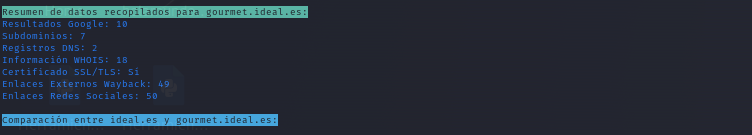 Resumen de datos recopilados para gourmet.ideal.es:
Resultados Google: 10
Subdominios: 7
Registros DNS: 2
Información WHOIS: 18
Certificado SSL/TLS: Sí
Enlaces Externos Wayback: 49
Enlaces Redes Sociales: 50
Comparación entre ideal.es y gourmet.ideal.es: